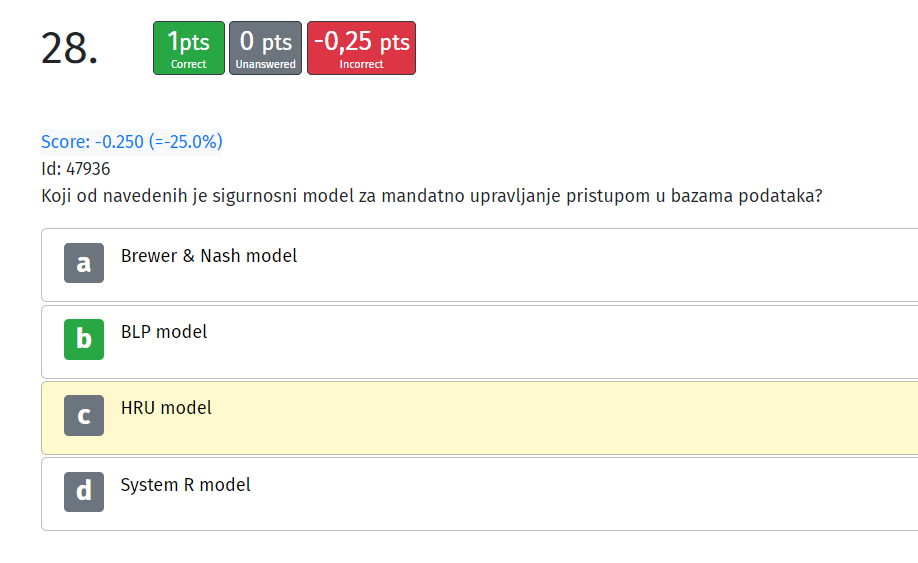 28.
1pts
Correct
0 pts
Unanswered
-0,25 pts
Incorrect
Score: -0.250 (=-25.0%)
Id: 47936
Koji od navedenih je sigurnosni model za mandatno upravljanje pristupom u bazama podataka?
a
Brewer & Nash model
b
BLP model
c
HRU model
d
System R model